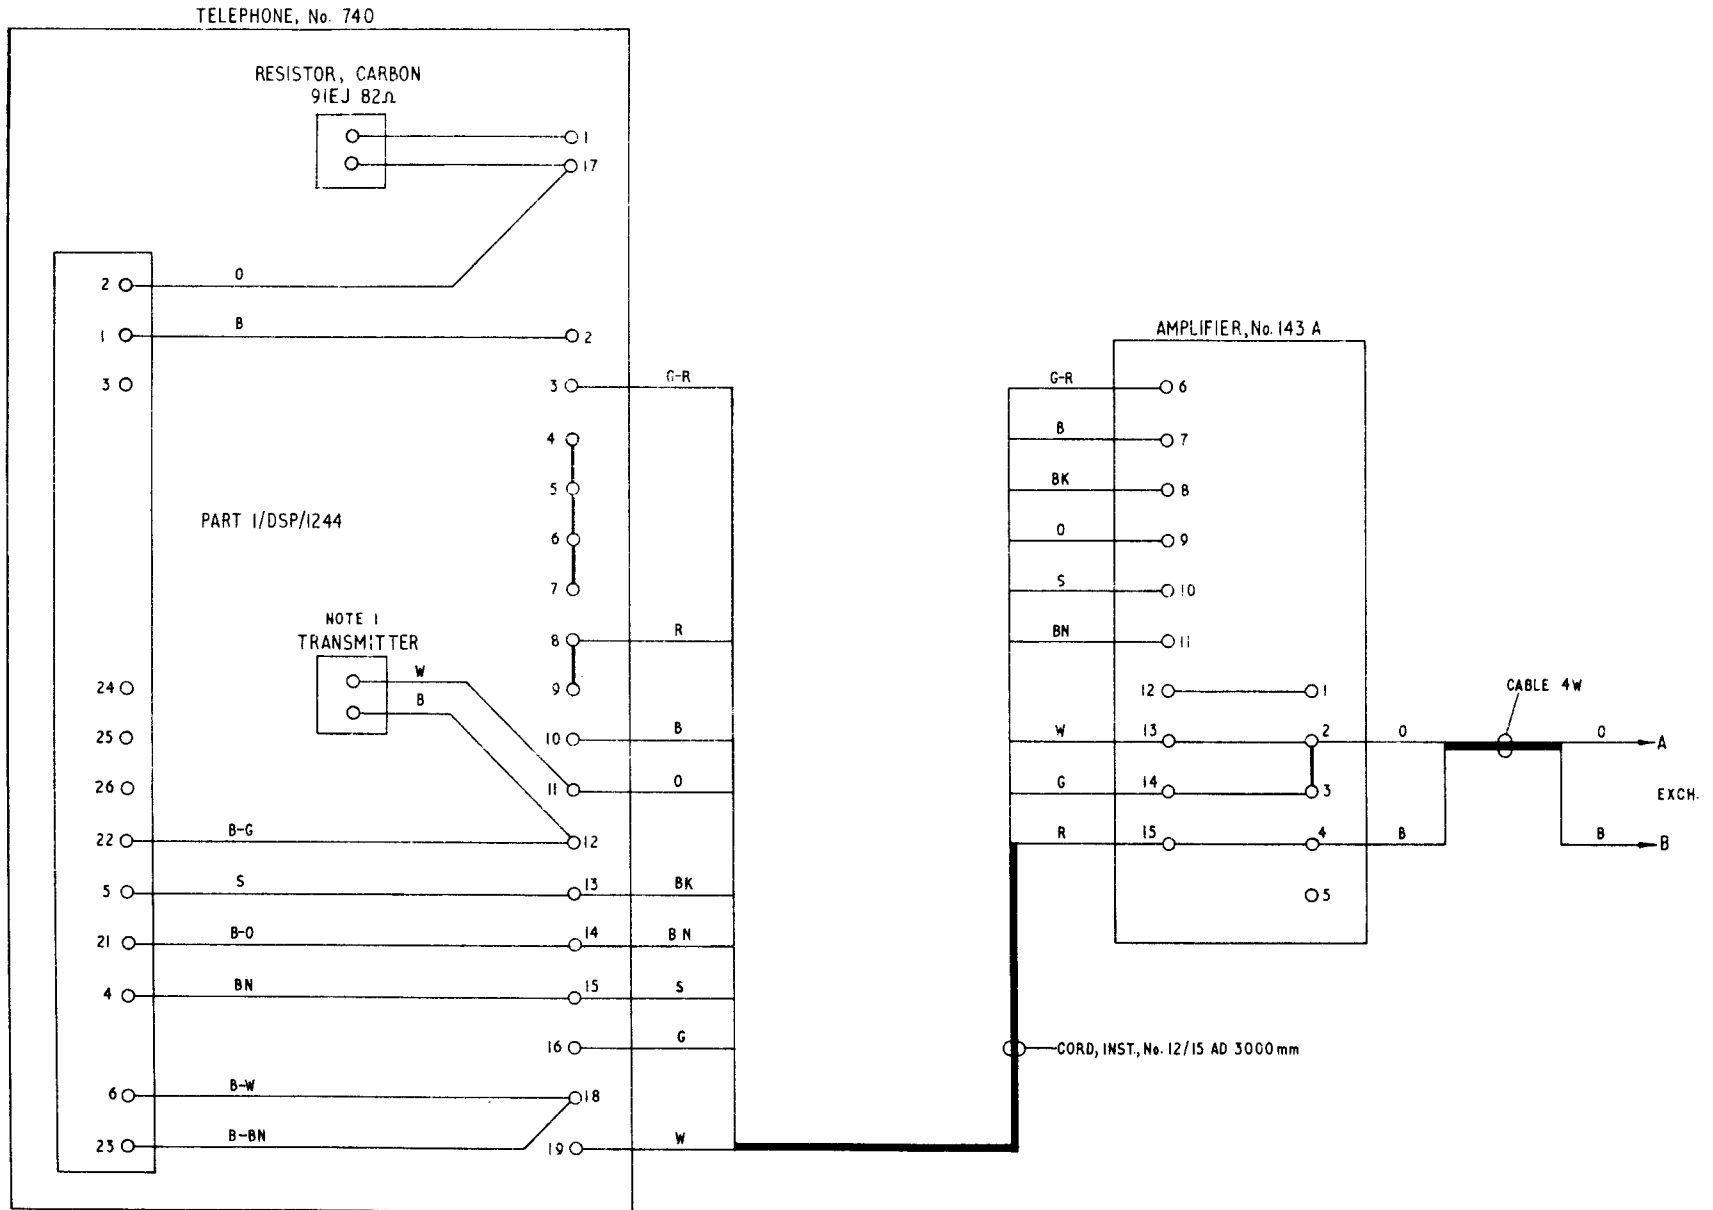 TELEPHONE, No. 740
RESISTOR, CARBON
91EJ 82Ω
1
17
2
O
1
B
2
3
3
G-R
4
5
6
7
PART 1/DSP/1244
NOTE 1
TRANSMITTER
W
B
8
R
9
24
25
10
B
26
11
O
22
B-G
12
5
S
13
BK
21
B-O
14
BN
4
BN
15
S
16
G
6
B-W
18
23
B-BN
19
W
AMPLIFIER, No. 143 A
G-R
6
B
7
BK
8
O
9
S
10
BN
11
12
1
W
13
2
O
G
14
3
R
15
4
B
5
CABLE 4W
O
A
EXCH.
B
B
CORD, INST., No. 12/15 AD 3000mm